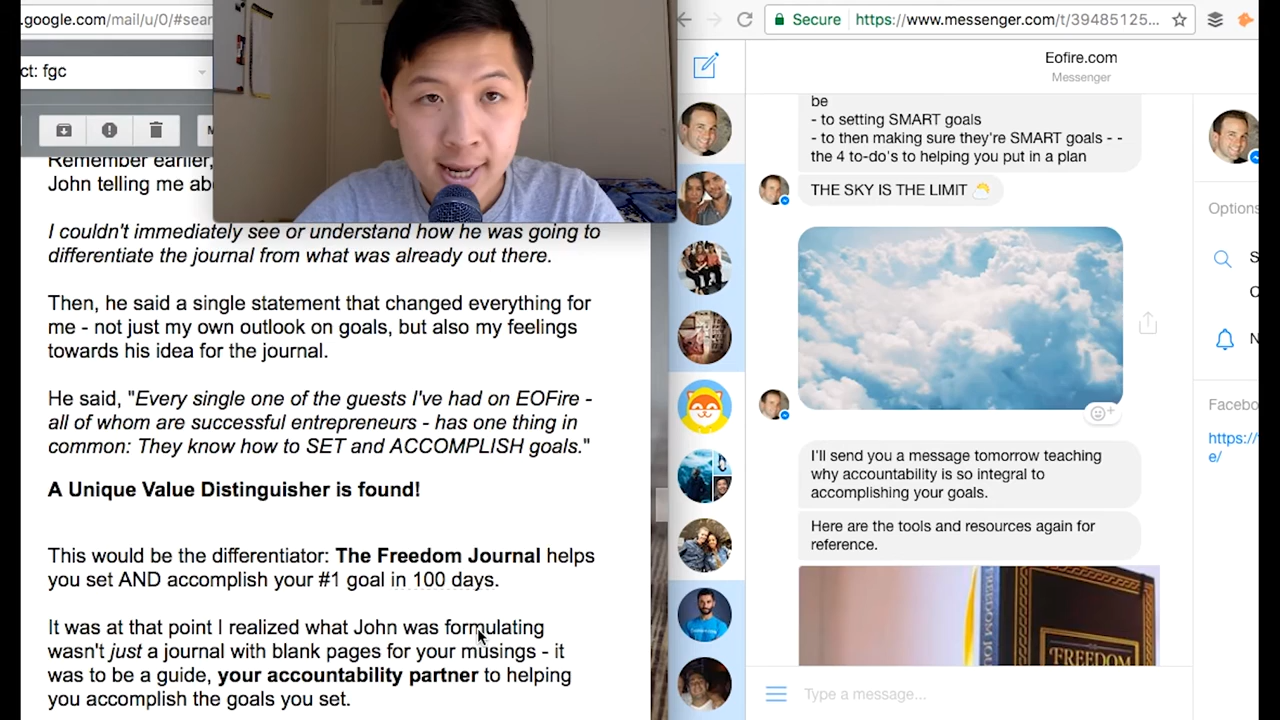 .google.com/mail/u/0/#sear
ct: fgc
Remember earlier,
John telling me abo
I couldn't immediately see or understand how he was going to
differentiate the journal from what was already out there.
Then, he said a single statement that changed everything for
me - not just my own outlook on goals, but also my feelings
towards his idea for the journal.
He said, "Every single one of the guests I've had on EOFire -
all of whom are successful entrepreneurs - has one thing in
common: They know how to SET and ACCOMPLISH goals."
A Unique Value Distinguisher is found!
This would be the differentiator: The Freedom Journal helps
you set AND accomplish your #1 goal in 100 days.
It was at that point I realized what John was formulating
wasn't just a journal with blank pages for your musings - it
was to be a guide, your accountability partner to helping
you accomplish the goals you set.
Secure https://www.messenger.com/t/39485125...
Eofire.com
Messenger
be
- to setting SMART goals
- to then making sure they're SMART goals - -
the 4 to-do's to helping you put in a plan
THE SKY IS THE LIMIT
I'll send you a message tomorrow teaching
why accountability is so integral to
accomplishing your goals.
Here are the tools and resources again for
reference.
FREEDOM
Type a message...
Options
Facebo
https://
e/